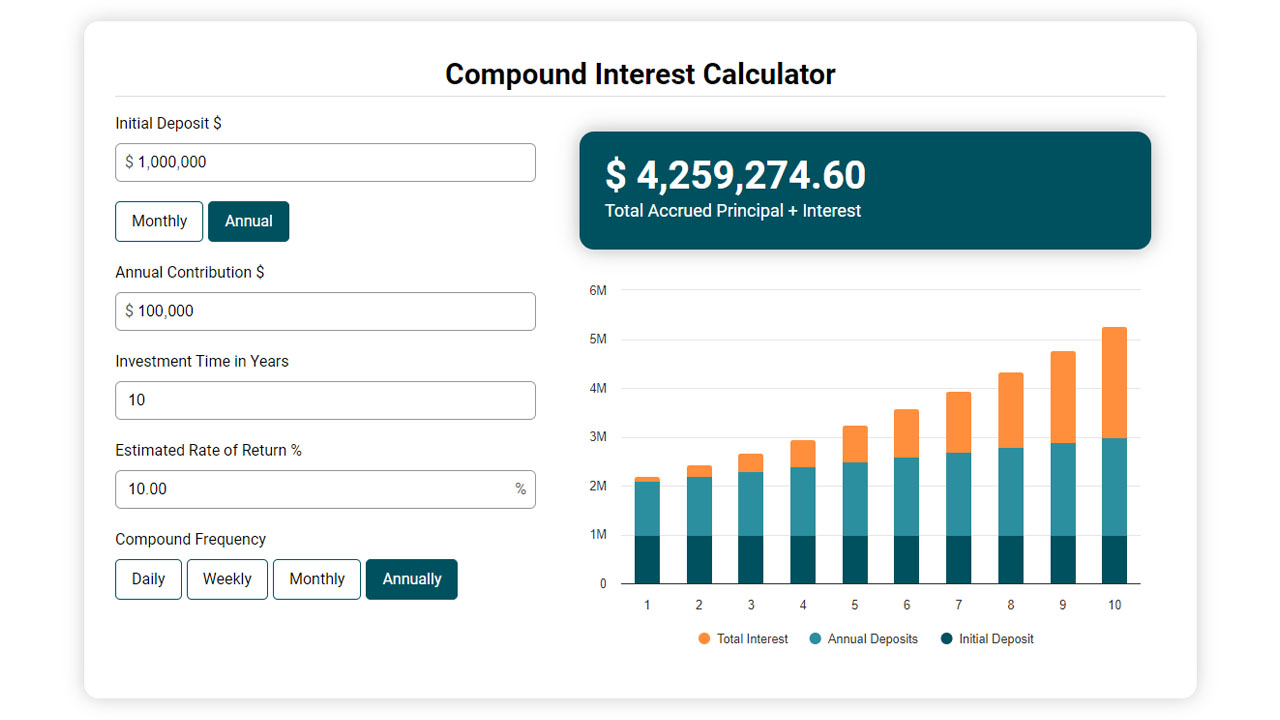 Compound Interest Calculator
Initial Deposit $
$ 1,000,000
Monthly Annual
Annual Contribution $
$ 100,000
Investment Time in Years
10
Estimated Rate of Return %
10.00 %
Compound Frequency
Daily Weekly Monthly Annually
$ 4,259,274.60
Total Accrued Principal + Interest
6M
5M
4M
3M
2M
1M
0
1 2 3 4 5 6 7 8 9 10
Total Interest Annual Deposits Initial Deposit